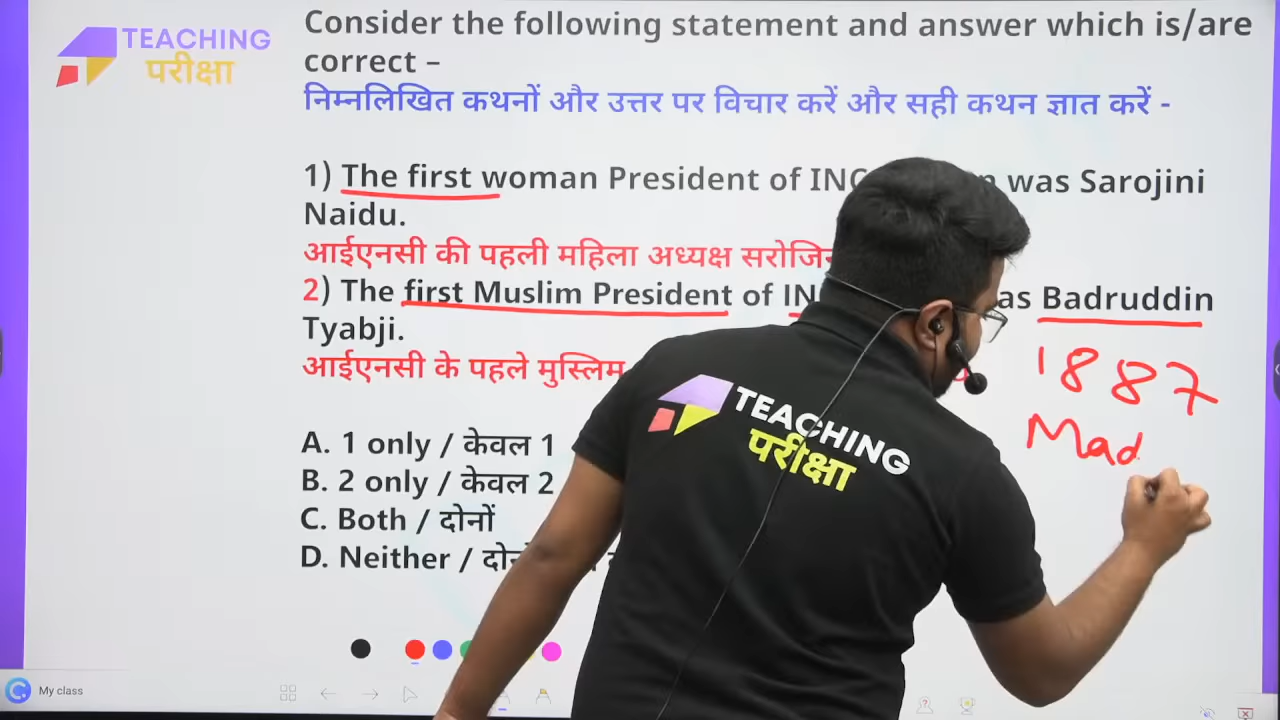 TEACHING
परीक्षा
Consider the following statement and answer which is/are
correct –
निम्नलिखित कथनों और उत्तर पर विचार करें और सही कथन ज्ञात करें -
1) The first woman President of INC was Sarojini
Naidu.
आईएनसी की पहली महिला अध्यक्ष
2) The first Muslim President of Badruddin
Tyabji.
आईएनसी के पहले मुस्लिम
1887
Mad
A. 1 only / केवल 1
B. 2 only / केवल 2
C. Both / दोनों
D. Neither /
TEACHING
परीक्षा
My class